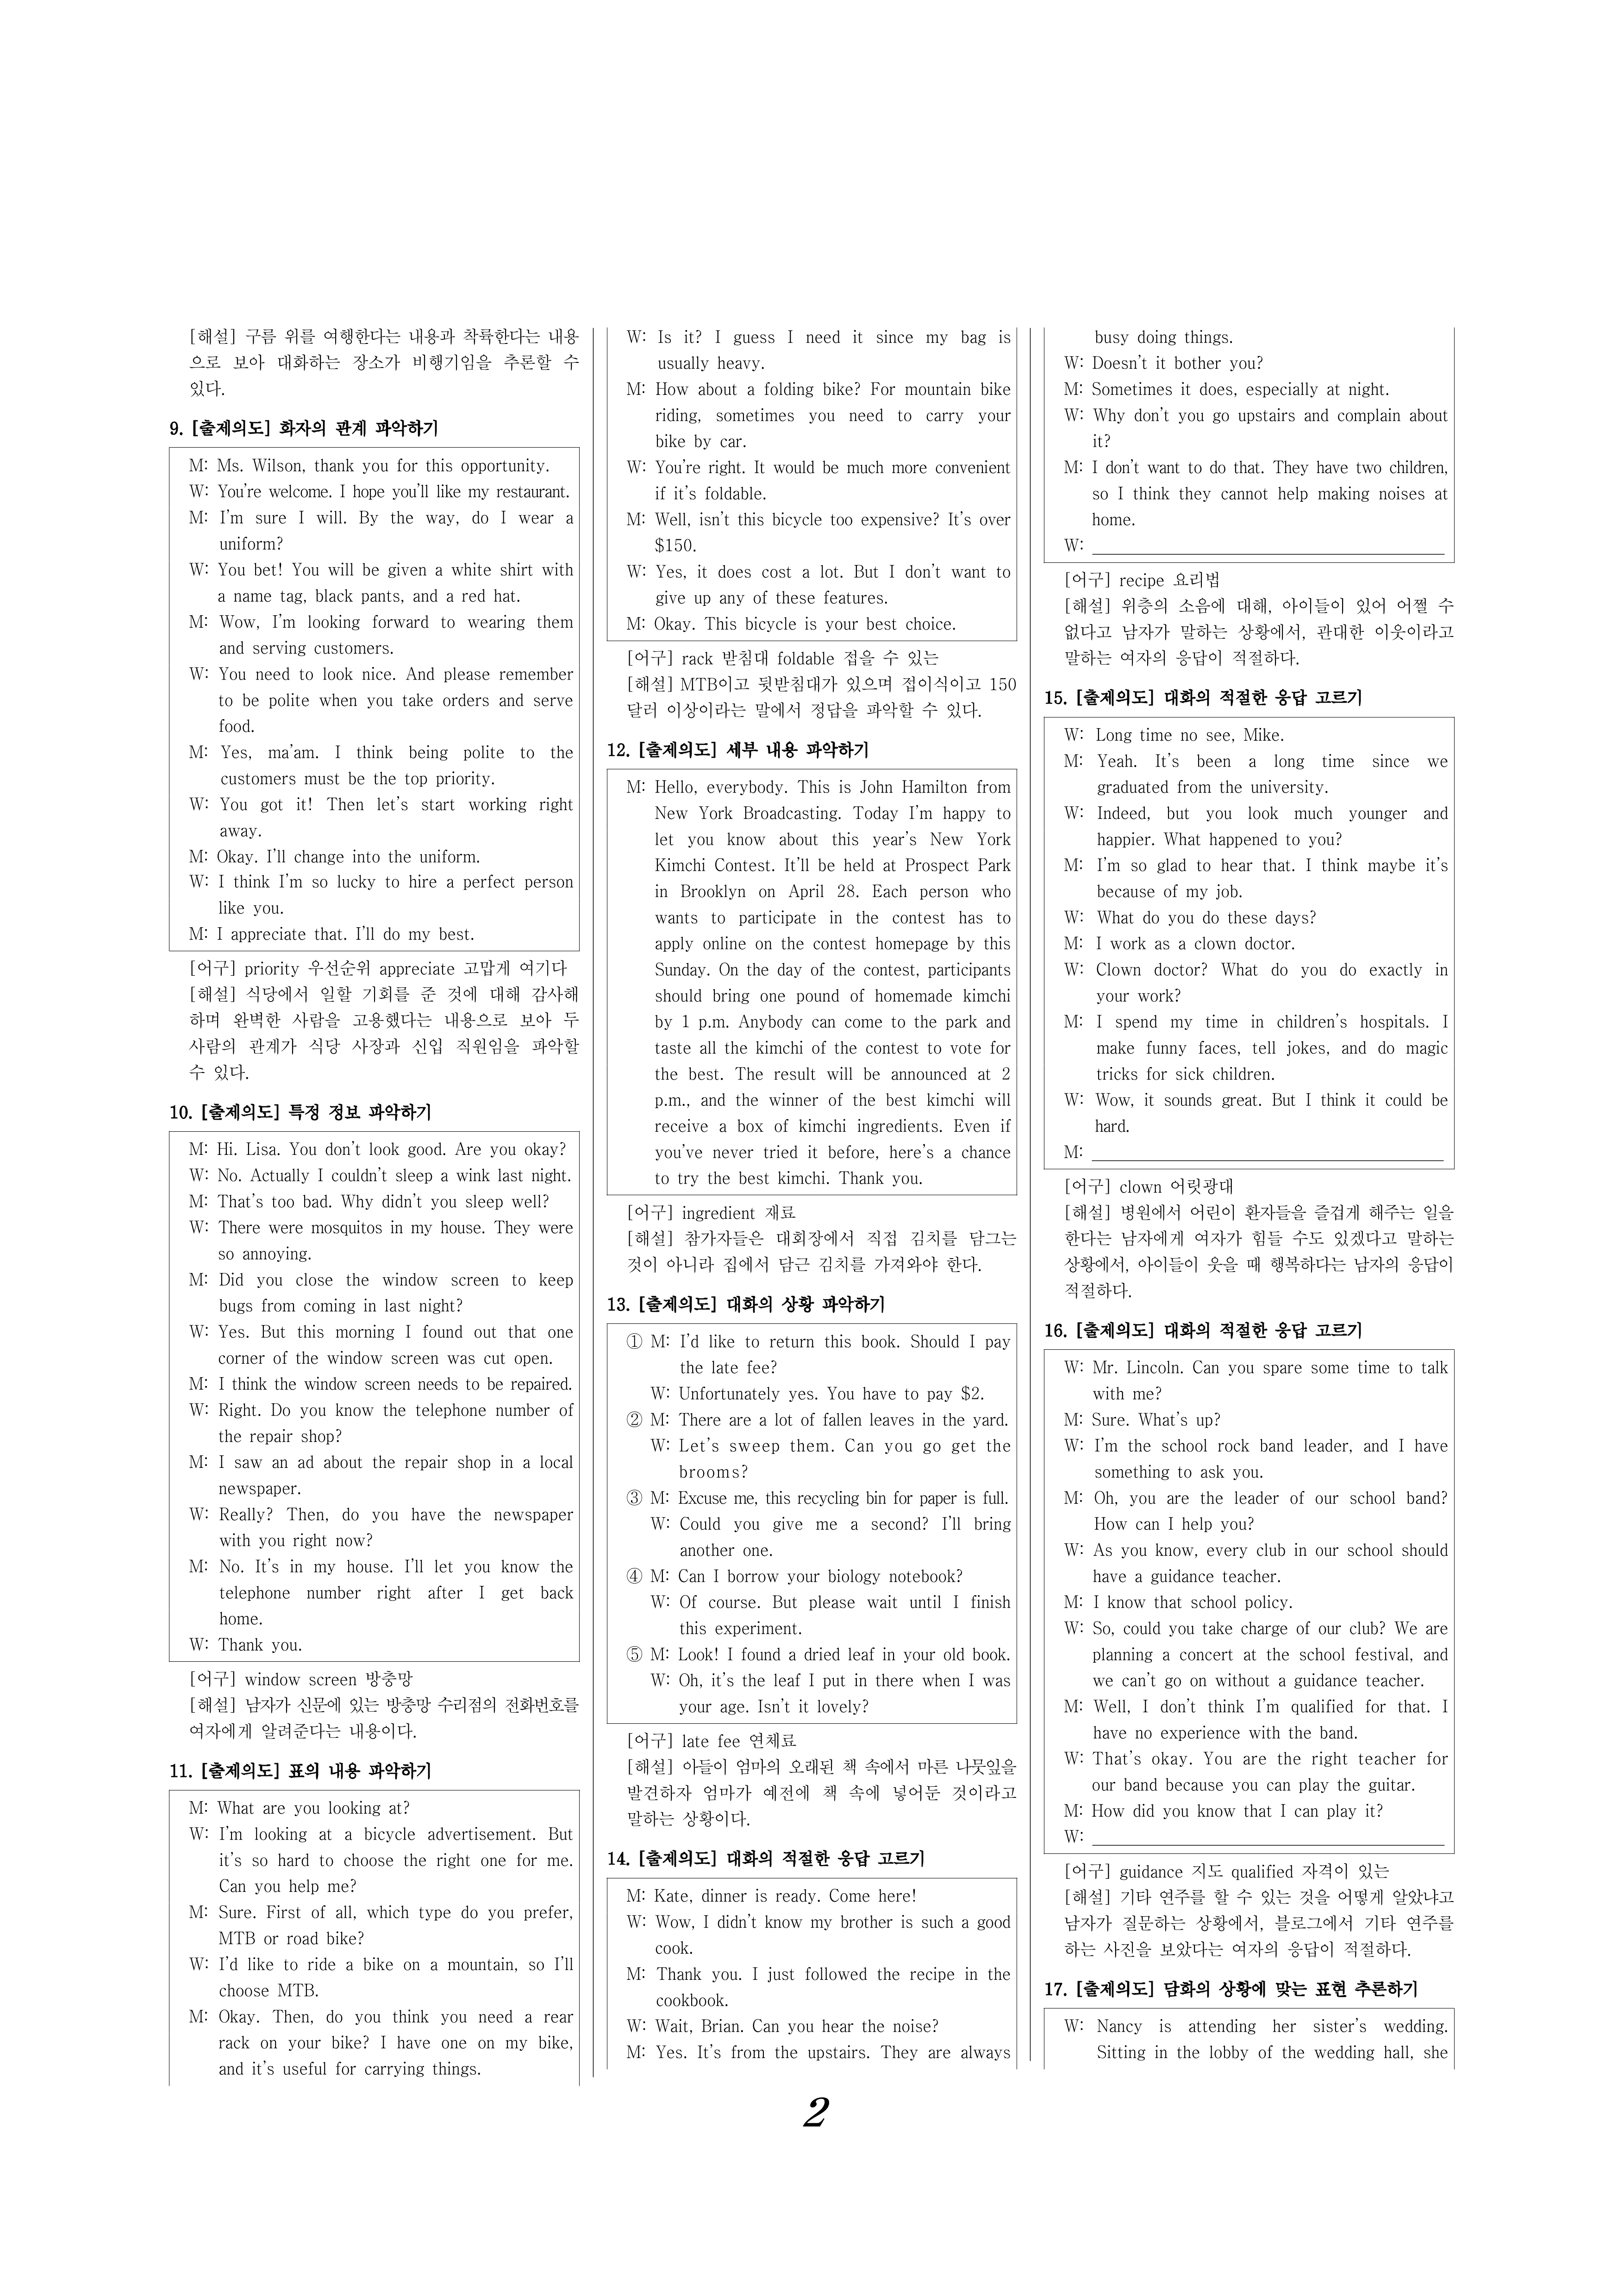 [해설] 구름 위를 여행한다는 내용과 착륙한다는 내용
으로 보아 대화하는 장소가 비행기임을 추론할 수
있다.
9. [출제의도] 화자의 관계 파악하기
M: Ms. Wilson, thank you for this opportunity.
W: You're welcome. I hope you'll like my restaurant.
M: I'm sure I will. By the way, do I wear a
uniform?
W: You bet! You will be given a white shirt with
a name tag, black pants, and a red hat.
M: Wow, I'm looking forward to wearing them
and serving customers.
W: You need to look nice. And please remember
to be polite when you take orders and serve
food.
M: Yes, ma'am. I think being polite to the
customers must be the top priority.
W: You got it! Then let's start working right
away.
M: Okay. I'll change into the uniform.
W: I think I'm so lucky to hire a perfect person
like you.
M: I appreciate that. I'll do my best.
[어구] priority 우선순위 appreciate 고맙게 여기다
[해설] 식당에서 일할 기회를 준 것에 대해 감사해
하며 완벽한 사람을 고용했다는 내용으로 보아 두
사람의 관계가 식당 사장과 신입 직원임을 파악할
수 있다.
10. [출제의도] 특정 정보 파악하기
M: Hi. Lisa. You don't look good. Are you okay?
W: No. Actually I couldn't sleep a wink last night.
M: That's too bad. Why didn't you sleep well?
W: There were mosquitos in my house. They were
so annoying.
M: Did you close the window screen to keep
bugs from coming in last night?
W: Yes. But this morning I found out that one
corner of the window screen was cut open.
M: I think the window screen needs to be repaired.
W: Right. Do you know the telephone number of
the repair shop?
M: I saw an ad about the repair shop in a local
newspaper.
W: Really? Then, do you have the newspaper
with you right now?
M: No. It's in my house. I'll let you know the
telephone number right after I get back
home.
W: Thank you.
[어구] window screen 방충망
[해설] 남자가 신문에 있는 방충망 수리점의 전화번호를
여자에게 알려준다는 내용이다.
11. [출제의도] 표의 내용 파악하기
M: What are you looking at?
W: I'm looking at a bicycle advertisement. But
it's so hard to choose the right one for me.
Can you help me?
M: Sure. First of all, which type do you prefer,
MTB or road bike?
W: I'd like to ride a bike on a mountain, so I'll
choose MTB.
M: Okay. Then, do you think you need a rear
rack on your bike? I have one on my bike,
and it's useful for carrying things.
W: Is it? I guess I need it since my bag is
usually heavy.
M: How about a folding bike? For mountain bike
riding, sometimes you need to carry your
bike by car.
W: You're right. It would be much more convenient
if it's foldable.
M: Well, isn't this bicycle too expensive? It's over
$150.
W: Yes, it does cost a lot. But I don't want to
give up any of these features.
M: Okay. This bicycle is your best choice.
[어구] rack 받침대 foldable 접을 수 있는
[해설] MTB이고 뒷받침대가 있으며 접이식이고 150
달러 이상이라는 말에서 정답을 파악할 수 있다.
12. [출제의도] 세부 내용 파악하기
M: Hello, everybody. This is John Hamilton from
New York Broadcasting. Today I'm happy to
let you know about this year's New York
Kimchi Contest. It'll be held at Prospect Park
in Brooklyn on April 28. Each person who
wants to participate in the contest has to
apply online on the contest homepage by this
Sunday. On the day of the contest, participants
should bring one pound of homemade kimchi
by 1 p.m. Anybody can come to the park and
taste all the kimchi of the contest to vote for
the best. The result will be announced at 2
p.m., and the winner of the best kimchi will
receive a box of kimchi ingredients. Even if
you've never tried it before, here's a chance
to try the best kimchi. Thank you.
[어구] ingredient 재료
[해설] 참가자들은 대회장에서 직접 김치를 담그는
것이 아니라 집에서 담근 김치를 가져와야 한다.
13. [출제의도] 대화의 상황 파악하기
① M: I'd like to return this book. Should I pay
the late fee?
W: Unfortunately yes. You have to pay $2.
② M: There are a lot of fallen leaves in the yard.
W: Let's sweep them. Can you go get the
brooms?
③ M: Excuse me, this recycling bin for paper is full.
W: Could you give me a second? I'll bring
another one.
④ M: Can I borrow your biology notebook?
W: Of course. But please wait until I finish
this experiment.
⑤ M: Look! I found a dried leaf in your old book.
W: Oh, it's the leaf I put in there when I was
your age. Isn't it lovely?
[어구] late fee 연체료
[해설] 아들이 엄마의 오래된 책 속에서 마른 나뭇잎을
발견하자 엄마가 예전에 책 속에 넣어둔 것이라고
말하는 상황이다.
14. [출제의도] 대화의 적절한 응답 고르기
M: Kate, dinner is ready. Come here!
W: Wow, I didn't know my brother is such a good
cook.
M: Thank you. I just followed the recipe in the
cookbook.
W: Wait, Brian. Can you hear the noise?
M: Yes. It's from the upstairs. They are always
busy doing things.
W: Doesn't it bother you?
M: Sometimes it does, especially at night.
W: Why don't you go upstairs and complain about
it?
M: I don't want to do that. They have two children,
so I think they cannot help making noises at
home.
W:
[어구] recipe 요리법
[해설] 위층의 소음에 대해, 아이들이 있어 어쩔 수
없다고 남자가 말하는 상황에서, 관대한 이웃이라고
말하는 여자의 응답이 적절하다.
15. [출제의도] 대화의 적절한 응답 고르기
W: Long time no see, Mike.
M: Yeah. It's been a long time since we
graduated from the university.
W: Indeed, but you look much younger and
happier. What happened to you?
M: I'm so glad to hear that. I think maybe it's
because of my job.
W: What do you do these days?
M: I work as a clown doctor.
W: Clown doctor? What do you do exactly in
your work?
M: I spend my time in children's hospitals. I
make funny faces, tell jokes, and do magic
tricks for sick children.
W: Wow, it sounds great. But I think it could be
hard.
M:
[어구] clown 어릿광대
[해설] 병원에서 어린이 환자들을 즐겁게 해주는 일을
한다는 남자에게 여자가 힘들 수도 있겠다고 말하는
상황에서, 아이들이 웃을 때 행복하다는 남자의 응답이
적절하다.
16. [출제의도] 대화의 적절한 응답 고르기
W: Mr. Lincoln. Can you spare some time to talk
with me?
M: Sure. What's up?
W: I'm the school rock band leader, and I have
something to ask you.
M: Oh, you are the leader of our school band?
How can I help you?
W: As you know, every club in our school should
have a guidance teacher.
M: I know that school policy.
W: So, could you take charge of our club? We are
planning a concert at the school festival, and
we can't go on without a guidance teacher.
M: Well, I don't think I'm qualified for that. I
have no experience with the band.
W: That's okay. You are the right teacher for
our band because you can play the guitar.
M: How did you know that I can play it?
W:
[어구] guidance 지도 qualified 자격이 있는
[해설] 기타 연주를 할 수 있는 것을 어떻게 알았냐고
남자가 질문하는 상황에서, 블로그에서 기타 연주를
하는 사진을 보았다는 여자의 응답이 적절하다.
17. [출제의도] 담화의 상황에 맞는 표현 추론하기
W: Nancy is attending her sister's wedding.
Sitting in the lobby of the wedding hall, she
2